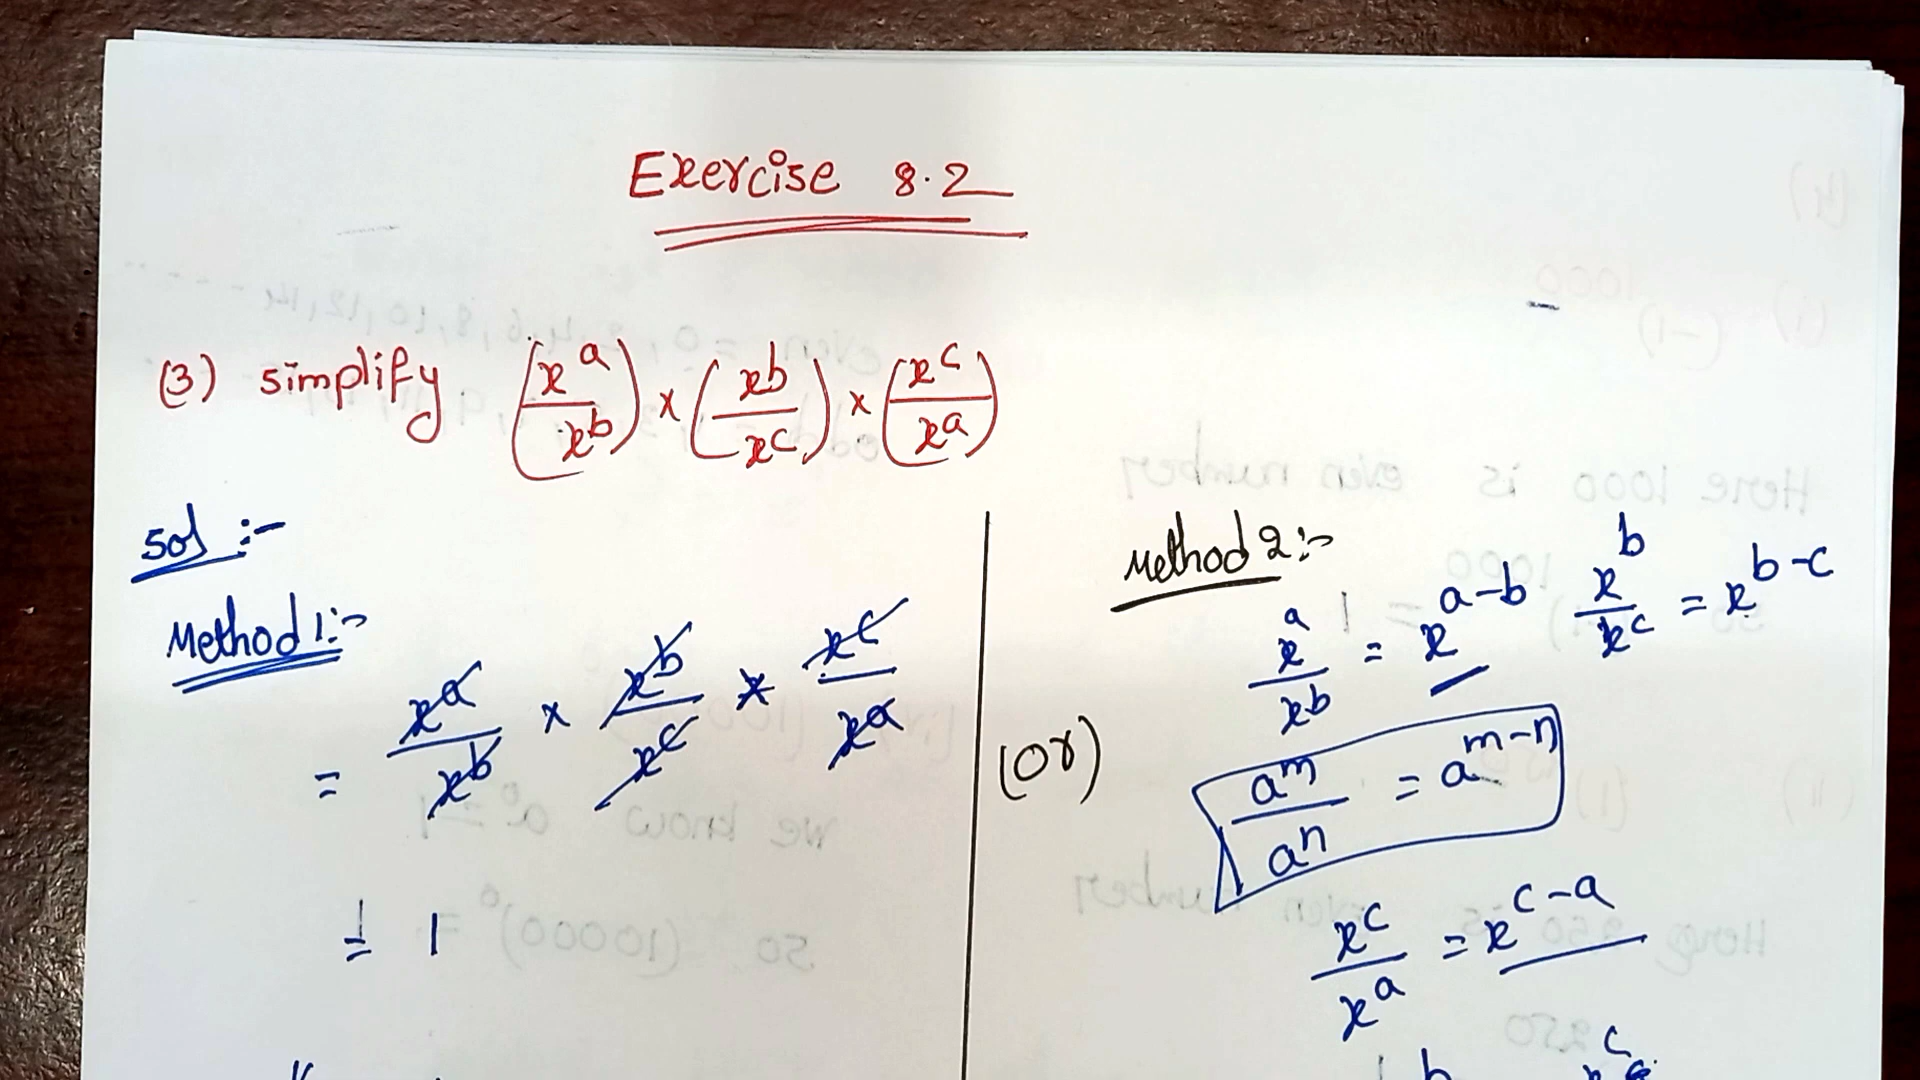 Exercise 8.2
(3) simplify (x^a/x^b) × (x^b/x^c) × (x^c/x^a)
Sol :-
Method 1:-
= x^a/x^b × x^b/x^c × x^c/x^a
= 1
(Or)
Method 2:-
x^a/x^b = x^(a-b) x^b/x^c = x^(b-c)
a^m/a^n = a^(m-n)
x^c/x^a = x^(c-a)